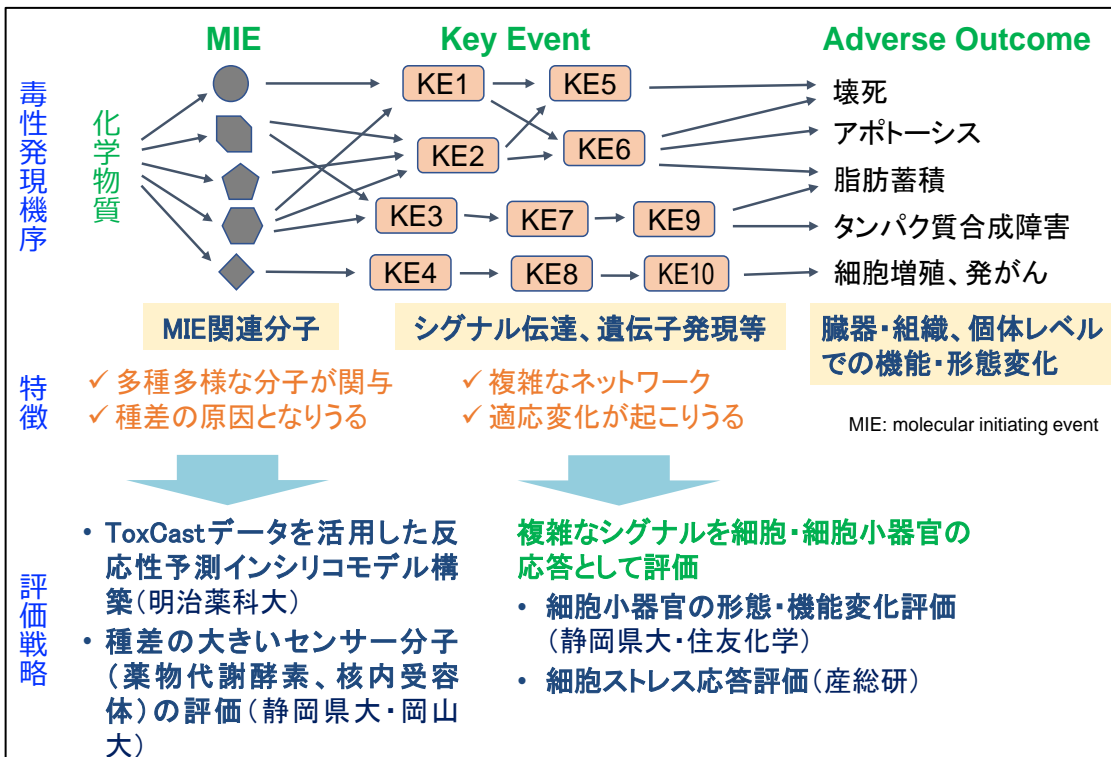 MIE
Key Event
Adverse Outcome
毒性発現機序
化学物質
KE1
KE5
KE2
KE6
KE3
KE7
KE9
KE4
KE8
KE10
壊死
アポトーシス
脂肪蓄積
タンパク質合成障害
細胞増殖、発がん
MIE関連分子
シグナル伝達、遺伝子発現等
臓器・組織、個体レベル
での機能・形態変化
特徴
✓ 多種多様な分子が関与
✓ 種差の原因となりうる
✓ 複雑なネットワーク
✓ 適応変化が起こりうる
MIE: molecular initiating event
評価戦略
• ToxCastデータを活用した反
応性予測インシリコモデル構
築(明治薬科大)
• 種差の大きいセンサー分子
(薬物代謝酵素、核内受容
体)の評価(静岡県大・岡山
大)
複雑なシグナルを細胞・細胞小器官の
応答として評価
• 細胞小器官の形態・機能変化評価
(静岡県大・住友化学)
• 細胞ストレス応答評価(産総研)